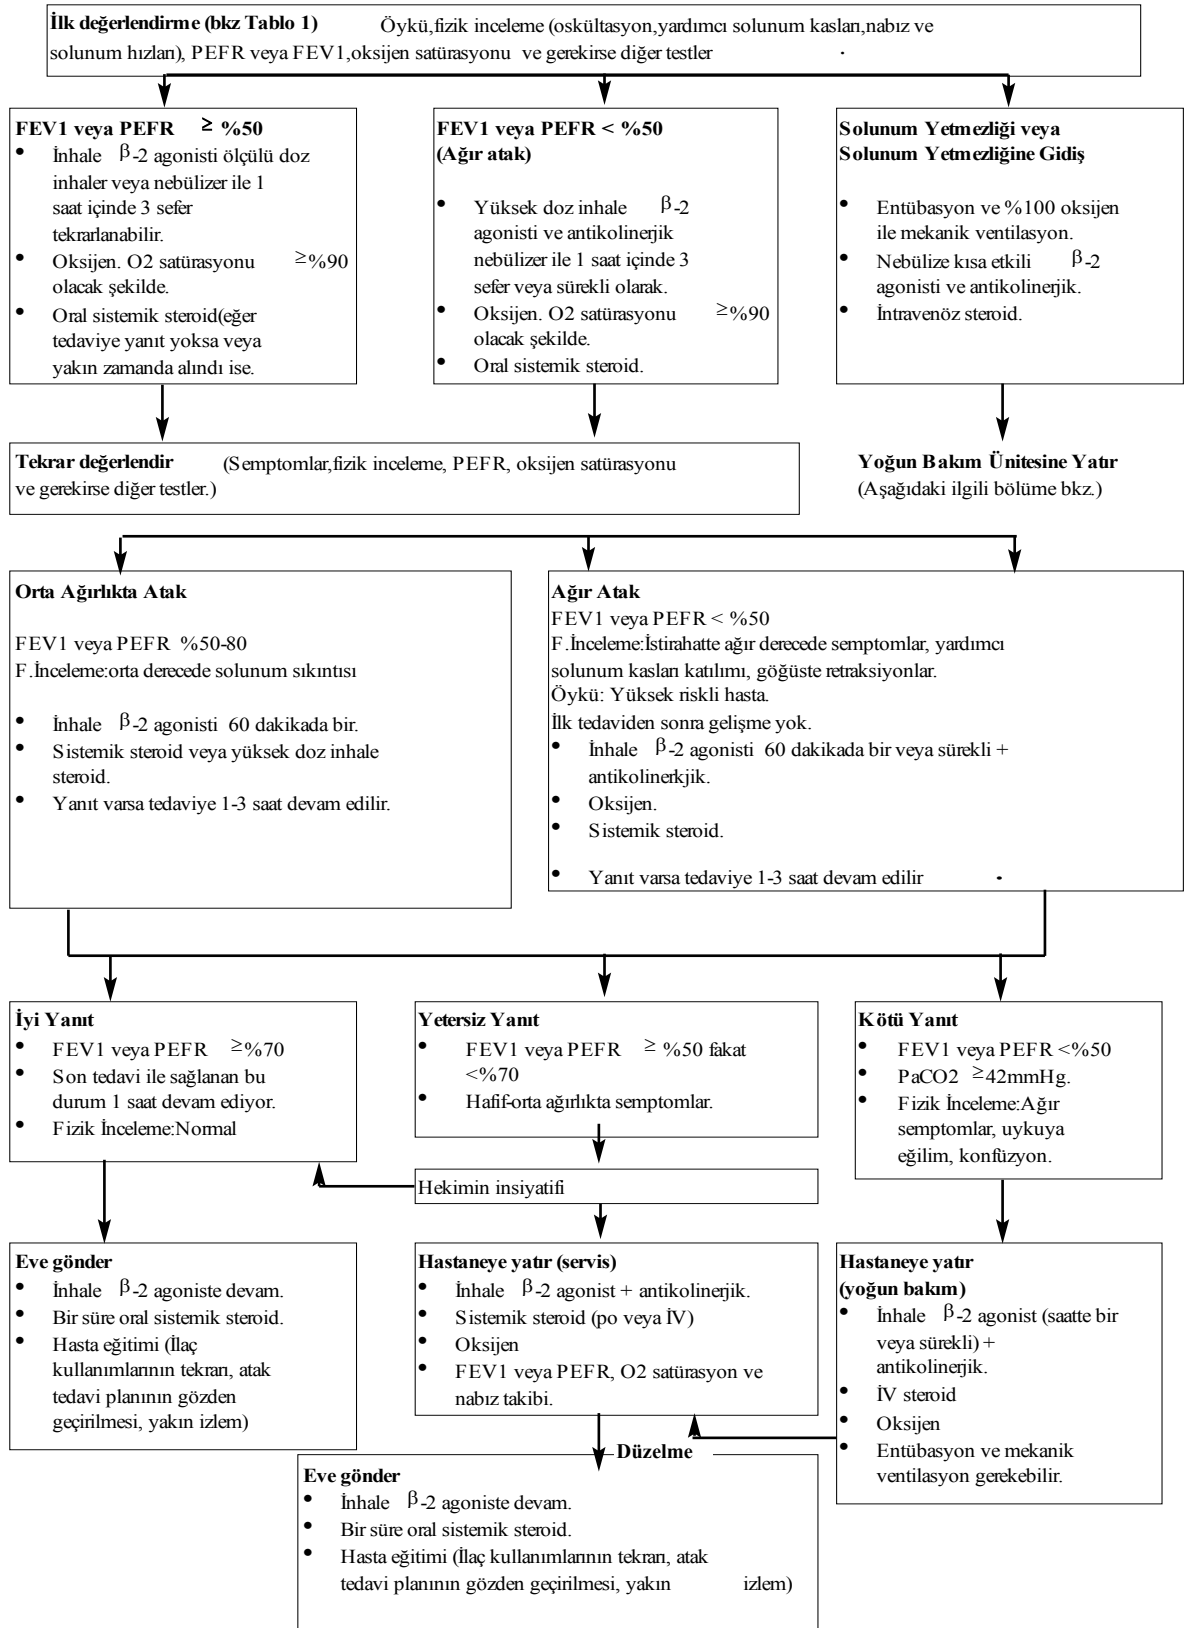 İlk değerlendirme (bkz Tablo 1) Öykü,fizik inceleme (oskültasyon,yardımcı solunum kasları,nabız ve
solunum hızları), PEFR veya FEV1,oksijen satürasyonu ve gerekirse diğer testler .
FEV1 veya PEFR ≥ %50
• İnhale β-2 agonisti ölçülü doz
inhaler veya nebülizer ile 1
saat içinde 3 sefer
tekrarlanabilir.
• Oksijen. O2 satürasyonu ≥%90
olacak şekilde.
• Oral sistemik steroid(eğer
tedaviye yanıt yoksa veya
yakın zamanda alındı ise.
FEV1 veya PEFR < %50
(Ağır atak)
• Yüksek doz inhale β-2
agonisti ve antikolinerjik
nebülizer ile 1 saat içinde 3
sefer veya sürekli olarak.
• Oksijen. O2 satürasyonu ≥%90
olacak şekilde.
• Oral sistemik steroid.
Solunum Yetmezliği veya
Solunum Yetmezliğine Gidiş
• Entübasyon ve %100 oksijen
ile mekanik ventilasyon.
• Nebülize kısa etkili β-2
agonisti ve antikolinerjik.
• İntravenöz steroid.
Tekrar değerlendir (Semptomlar,fizik inceleme, PEFR, oksijen satürasyonu
ve gerekirse diğer testler.)
Yoğun Bakım Ünitesine Yatır
(Aşağıdaki ilgili bölüme bkz.)
Orta Ağırlıkta Atak
FEV1 veya PEFR %50-80
F.İnceleme:orta derecede solunum sıkıntısı
• İnhale β-2 agonisti 60 dakikada bir.
• Sistemik steroid veya yüksek doz inhale
steroid.
• Yanıt varsa tedaviye 1-3 saat devam edilir.
Ağır Atak
FEV1 veya PEFR < %50
F.İnceleme:İstirahatte ağır derecede semptomlar, yardımcı
solunum kasları katılımı, göğüste retraksiyonlar.
Öykü: Yüksek riskli hasta.
İlk tedaviden sonra gelişme yok.
• İnhale β-2 agonisti 60 dakikada bir veya sürekli +
antikolinerkjik.
• Oksijen.
• Sistemik steroid.
• Yanıt varsa tedaviye 1-3 saat devam edilir .
İyi Yanıt
• FEV1 veya PEFR ≥%70
• Son tedavi ile sağlanan bu
durum 1 saat devam ediyor.
• Fizik İnceleme:Normal
Yetersiz Yanıt
• FEV1 veya PEFR ≥ %50 fakat
<%70
• Hafif-orta ağırlıkta semptomlar.
Kötü Yanıt
• FEV1 veya PEFR <%50
• PaCO2 ≥42mmHg.
• Fizik İnceleme:Ağır
semptomlar, uykuya
eğilim, konfüzyon.
Hekimin insiyatifi
Eve gönder
• İnhale β-2 agoniste devam.
• Bir süre oral sistemik steroid.
• Hasta eğitimi (İlaç
kullanımlarının tekrarı, atak
tedavi planının gözden
geçirilmesi, yakın izlem)
Hastaneye yatır (servis)
• İnhale β-2 agonist + antikolinerjik.
• Sistemik steroid (po veya İV)
• Oksijen
• FEV1 veya PEFR, O2 satürasyon ve
nabız takibi.
Hastaneye yatır
(yoğun bakım)
• İnhale β-2 agonist (saatte bir
veya sürekli) +
antikolinerjik.
• İV steroid
• Oksijen
• Entübasyon ve mekanik
ventilasyon gerekebilir.
Düzelme
Eve gönder
• İnhale β-2 agoniste devam.
• Bir süre oral sistemik steroid.
• Hasta eğitimi (İlaç kullanımlarının tekrarı, atak
tedavi planının gözden geçirilmesi, yakın izlem)